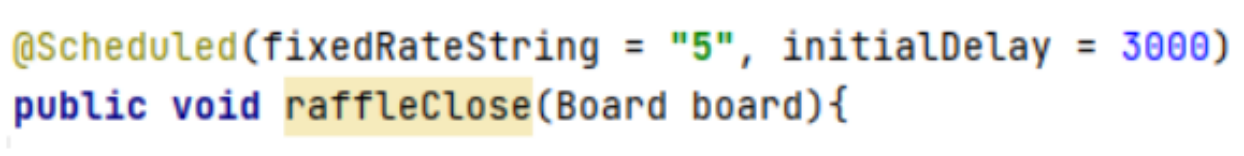 @Scheduled(fixedRateString = "5", initialDelay = 3000)
public void raffleClose(Board board){